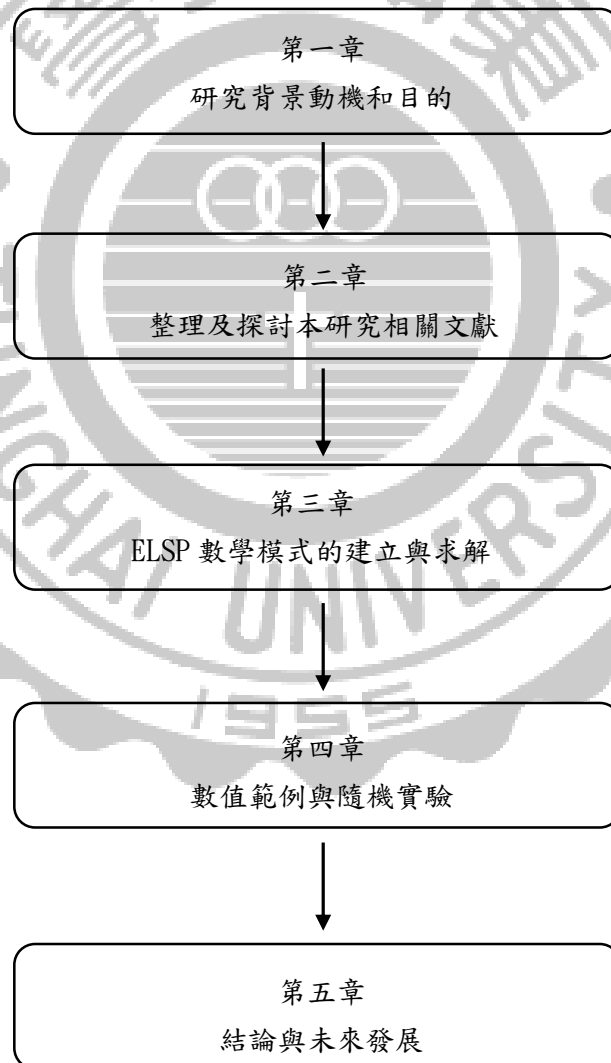 第一章
研究背景動機和目的
第二章
整理及探討本研究相關文獻
第三章
ELSP 數學模式的建立與求解
UNIVERSITY
1955
第四章
數值範例與隨機實驗
第五章
結論與未來發展